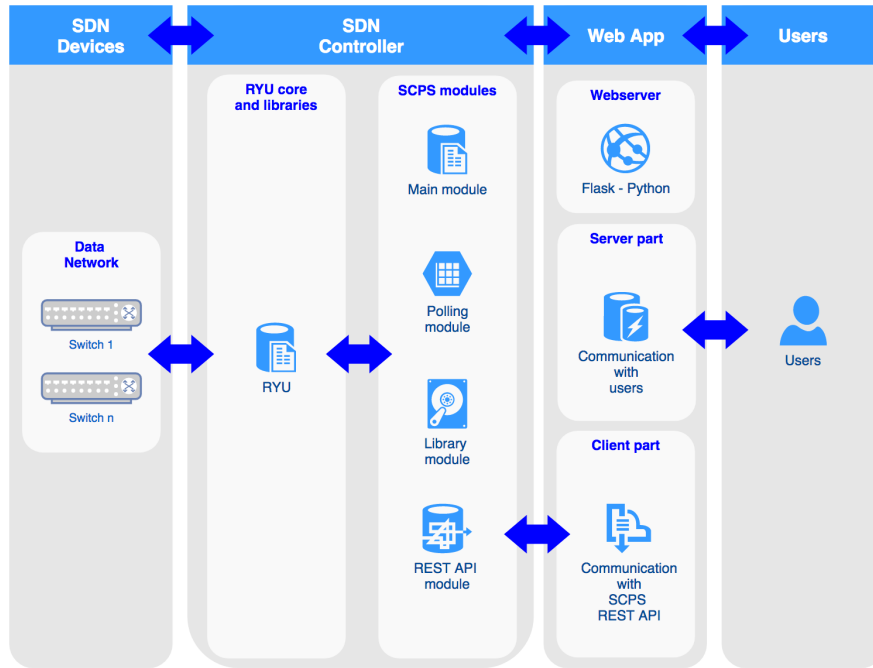 SDN
Devices
SDN
Controller
Web App
Users
RYU core
and libraries
SCPS modules
Webserver
Main module
Flask - Python
Data
Network
Server part
Switch 1
Polling
module
RYU
Communication
with
users
Users
Switch n
Library
module
Client part
REST API
module
Communication
with
SCPS
REST API